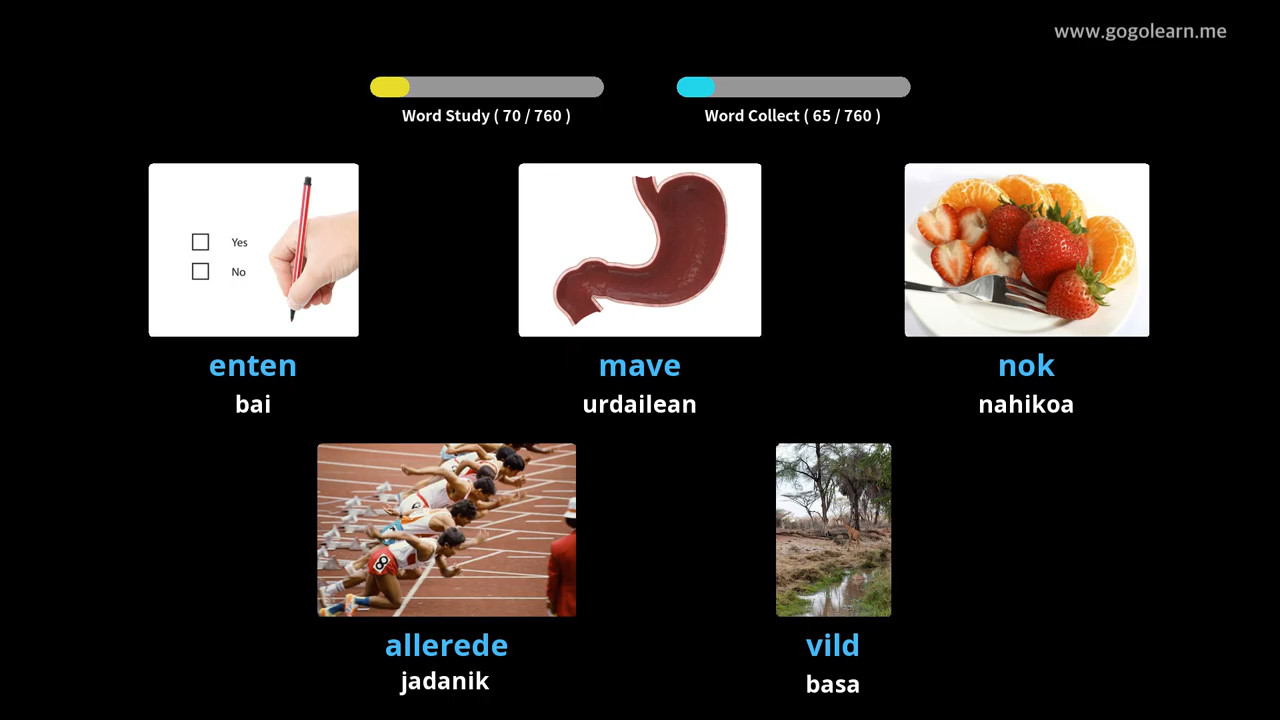 www.gogolearn.me
Word Study ( 70 / 760 )
Word Collect ( 65 / 760 )
Yes
No
enten
bai
mave
urdailean
nok
nahikoa
8
allerede
jadanik
vild
basa